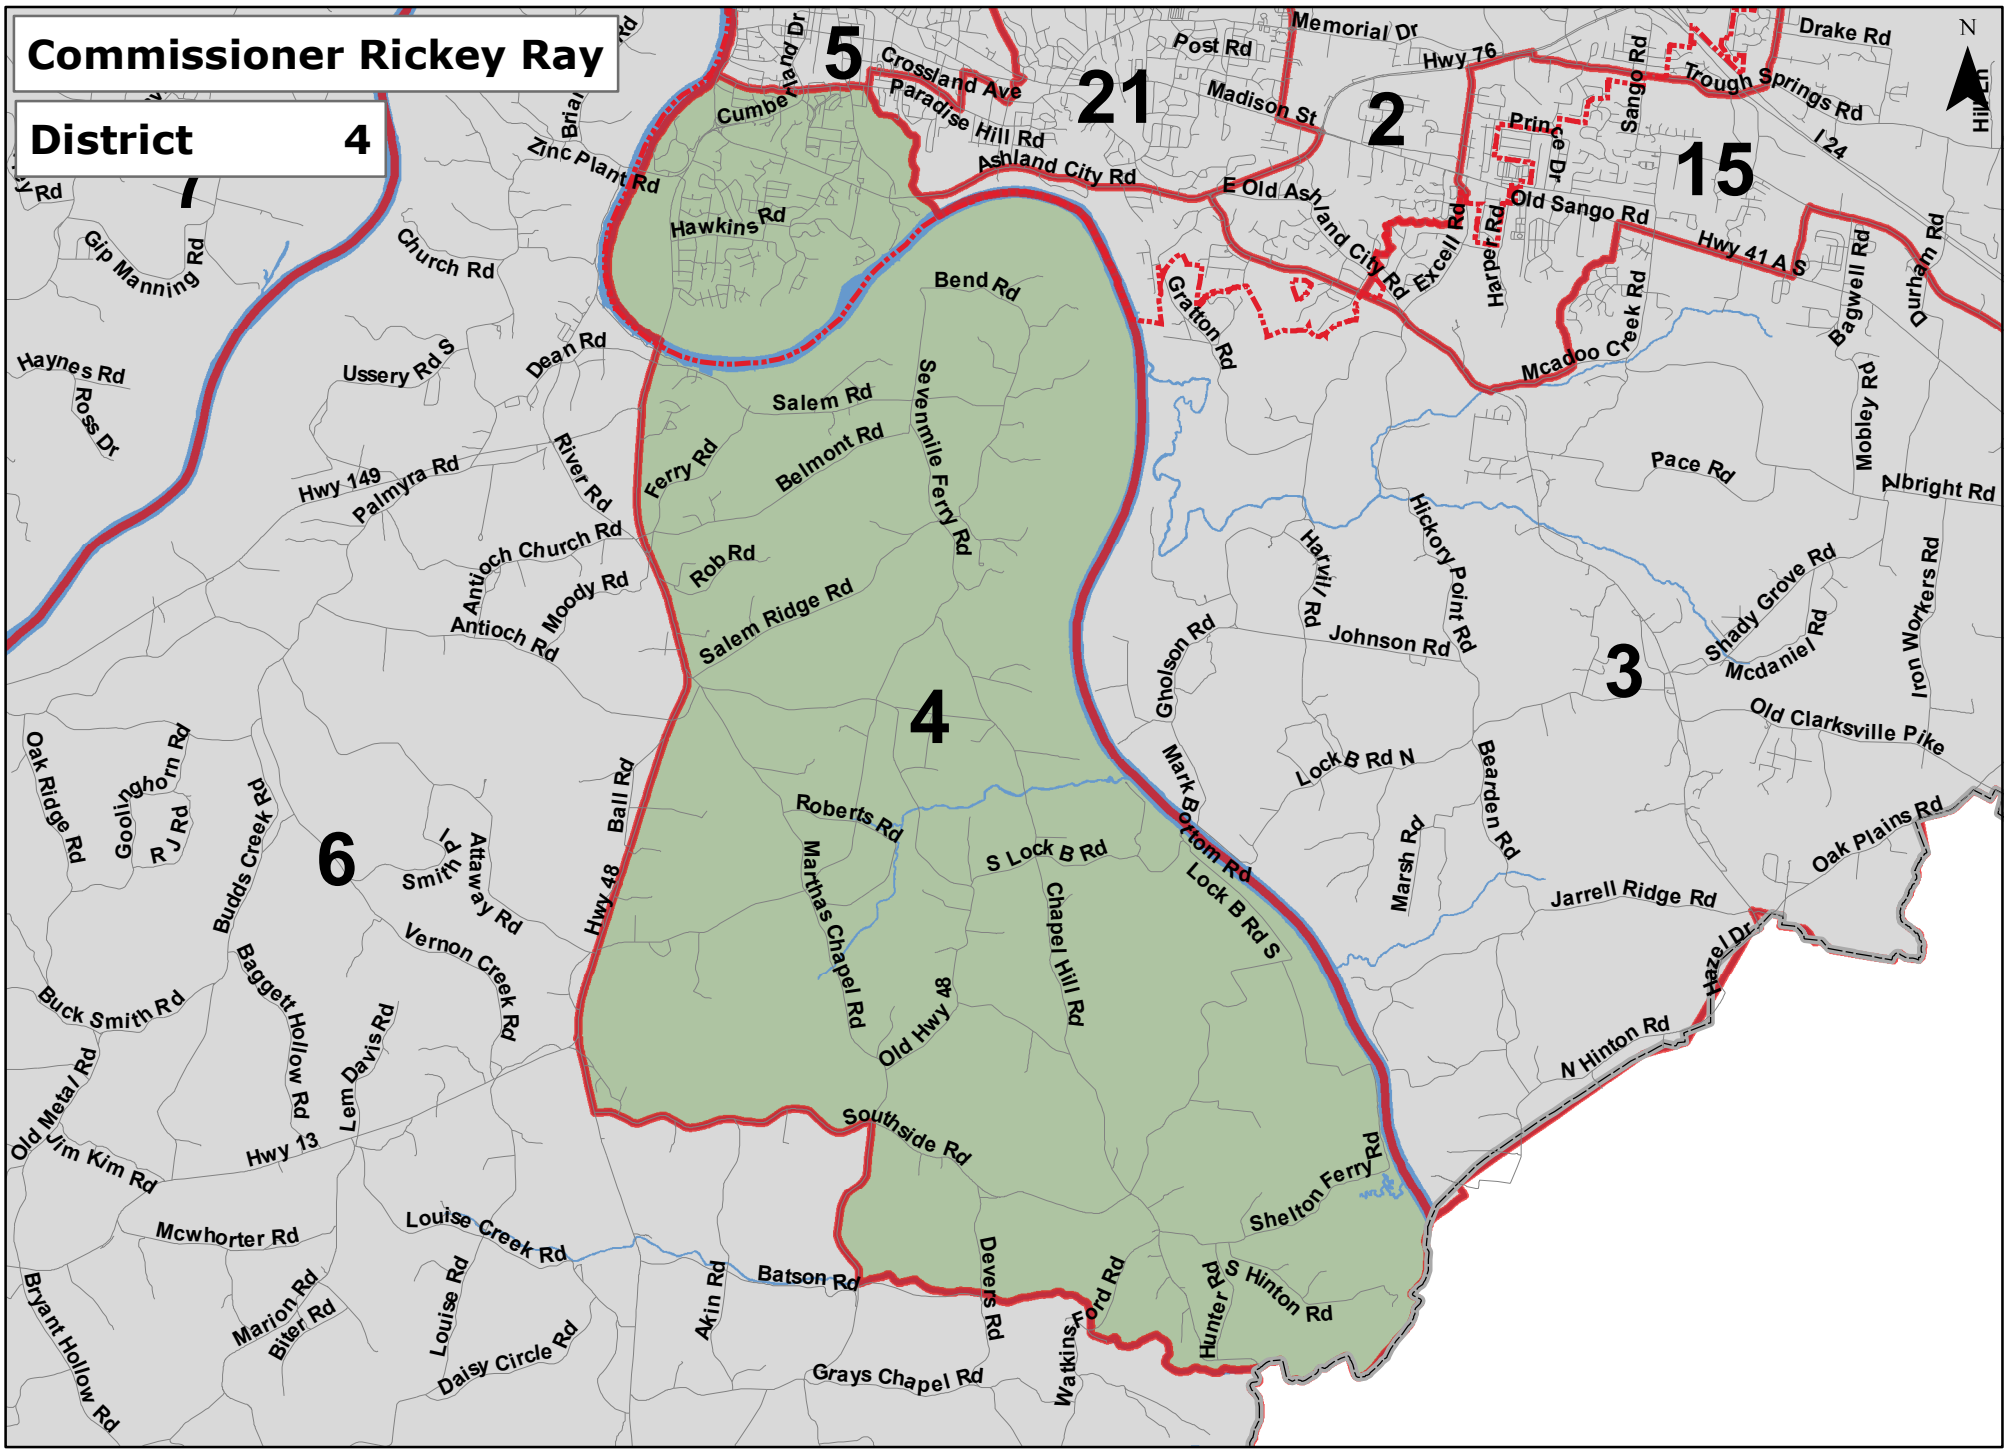 Commissioner Rickey Ray
District 4
N
5
21
2
15
7
4
3
6
Rd
Cumberland Dr
Crossland Ave
Paradise Hill Rd
Post Rd
Memorial Dr
Hwy 76
Madison St
Drake Rd
Trough Springs Rd
Sango Rd
Prince Dr
I 24
Zinc Plant Rd
Ashland City Rd
E Old Ashland City Rd
Old Sango Rd
Hwy 41 A S
Excell Rd
Harper Rd
Durham Rd
Bagwell Rd
Hawkins Rd
Church Rd
Gip Manning Rd
Bend Rd
Gratton Rd
Mcadoo Creek Rd
Mobley Rd
Haynes Rd
Ross Dr
Ussery Rd S
Dean Rd
Salem Rd
Belmont Rd
Sevenmile Ferry Rd
Ferry Rd
River Rd
Hwy 149
Palmyra Rd
Pace Rd
Albright Rd
Antioch Church Rd
Moody Rd
Antioch Rd
Rob Rd
Salem Ridge Rd
Harvill Rd
Hickory Point Rd
Johnson Rd
Gholson Rd
Shady Grove Rd
Mcdaniel Rd
Iron Workers Rd
Old Clarksville Pike
Oak Ridge Rd
Goolinghorn Rd
R J Rd
Budds Creek Rd
Ball Rd
Hwy 48
Attaway Rd
Vernon Creek Rd
Roberts Rd
Marthas Chapel Rd
S Lock B Rd
Chapel Hill Rd
Old Hwy 48
Mark Bottom Rd
Lock B Rd N
Lock B Rd S
Bearden Rd
Marsh Rd
Jarrell Ridge Rd
Oak Plains Rd
Hazel Dr
N Hinton Rd
Buck Smith Rd
Baggett Hollow Rd
Lem Davis Rd
Old Metal Rd
Jim Kim Rd
Hwy 13
Southside Rd
Shelton Ferry Rd
Mcwhorter Rd
Louise Creek Rd
Batson Rd
Devers Rd
Watkins Ford Rd
Hunter Rd
S Hinton Rd
Bryant Hollow Rd
Marion Rd
Biter Rd
Louise Rd
Daisy Circle Rd
Akin Rd
Grays Chapel Rd